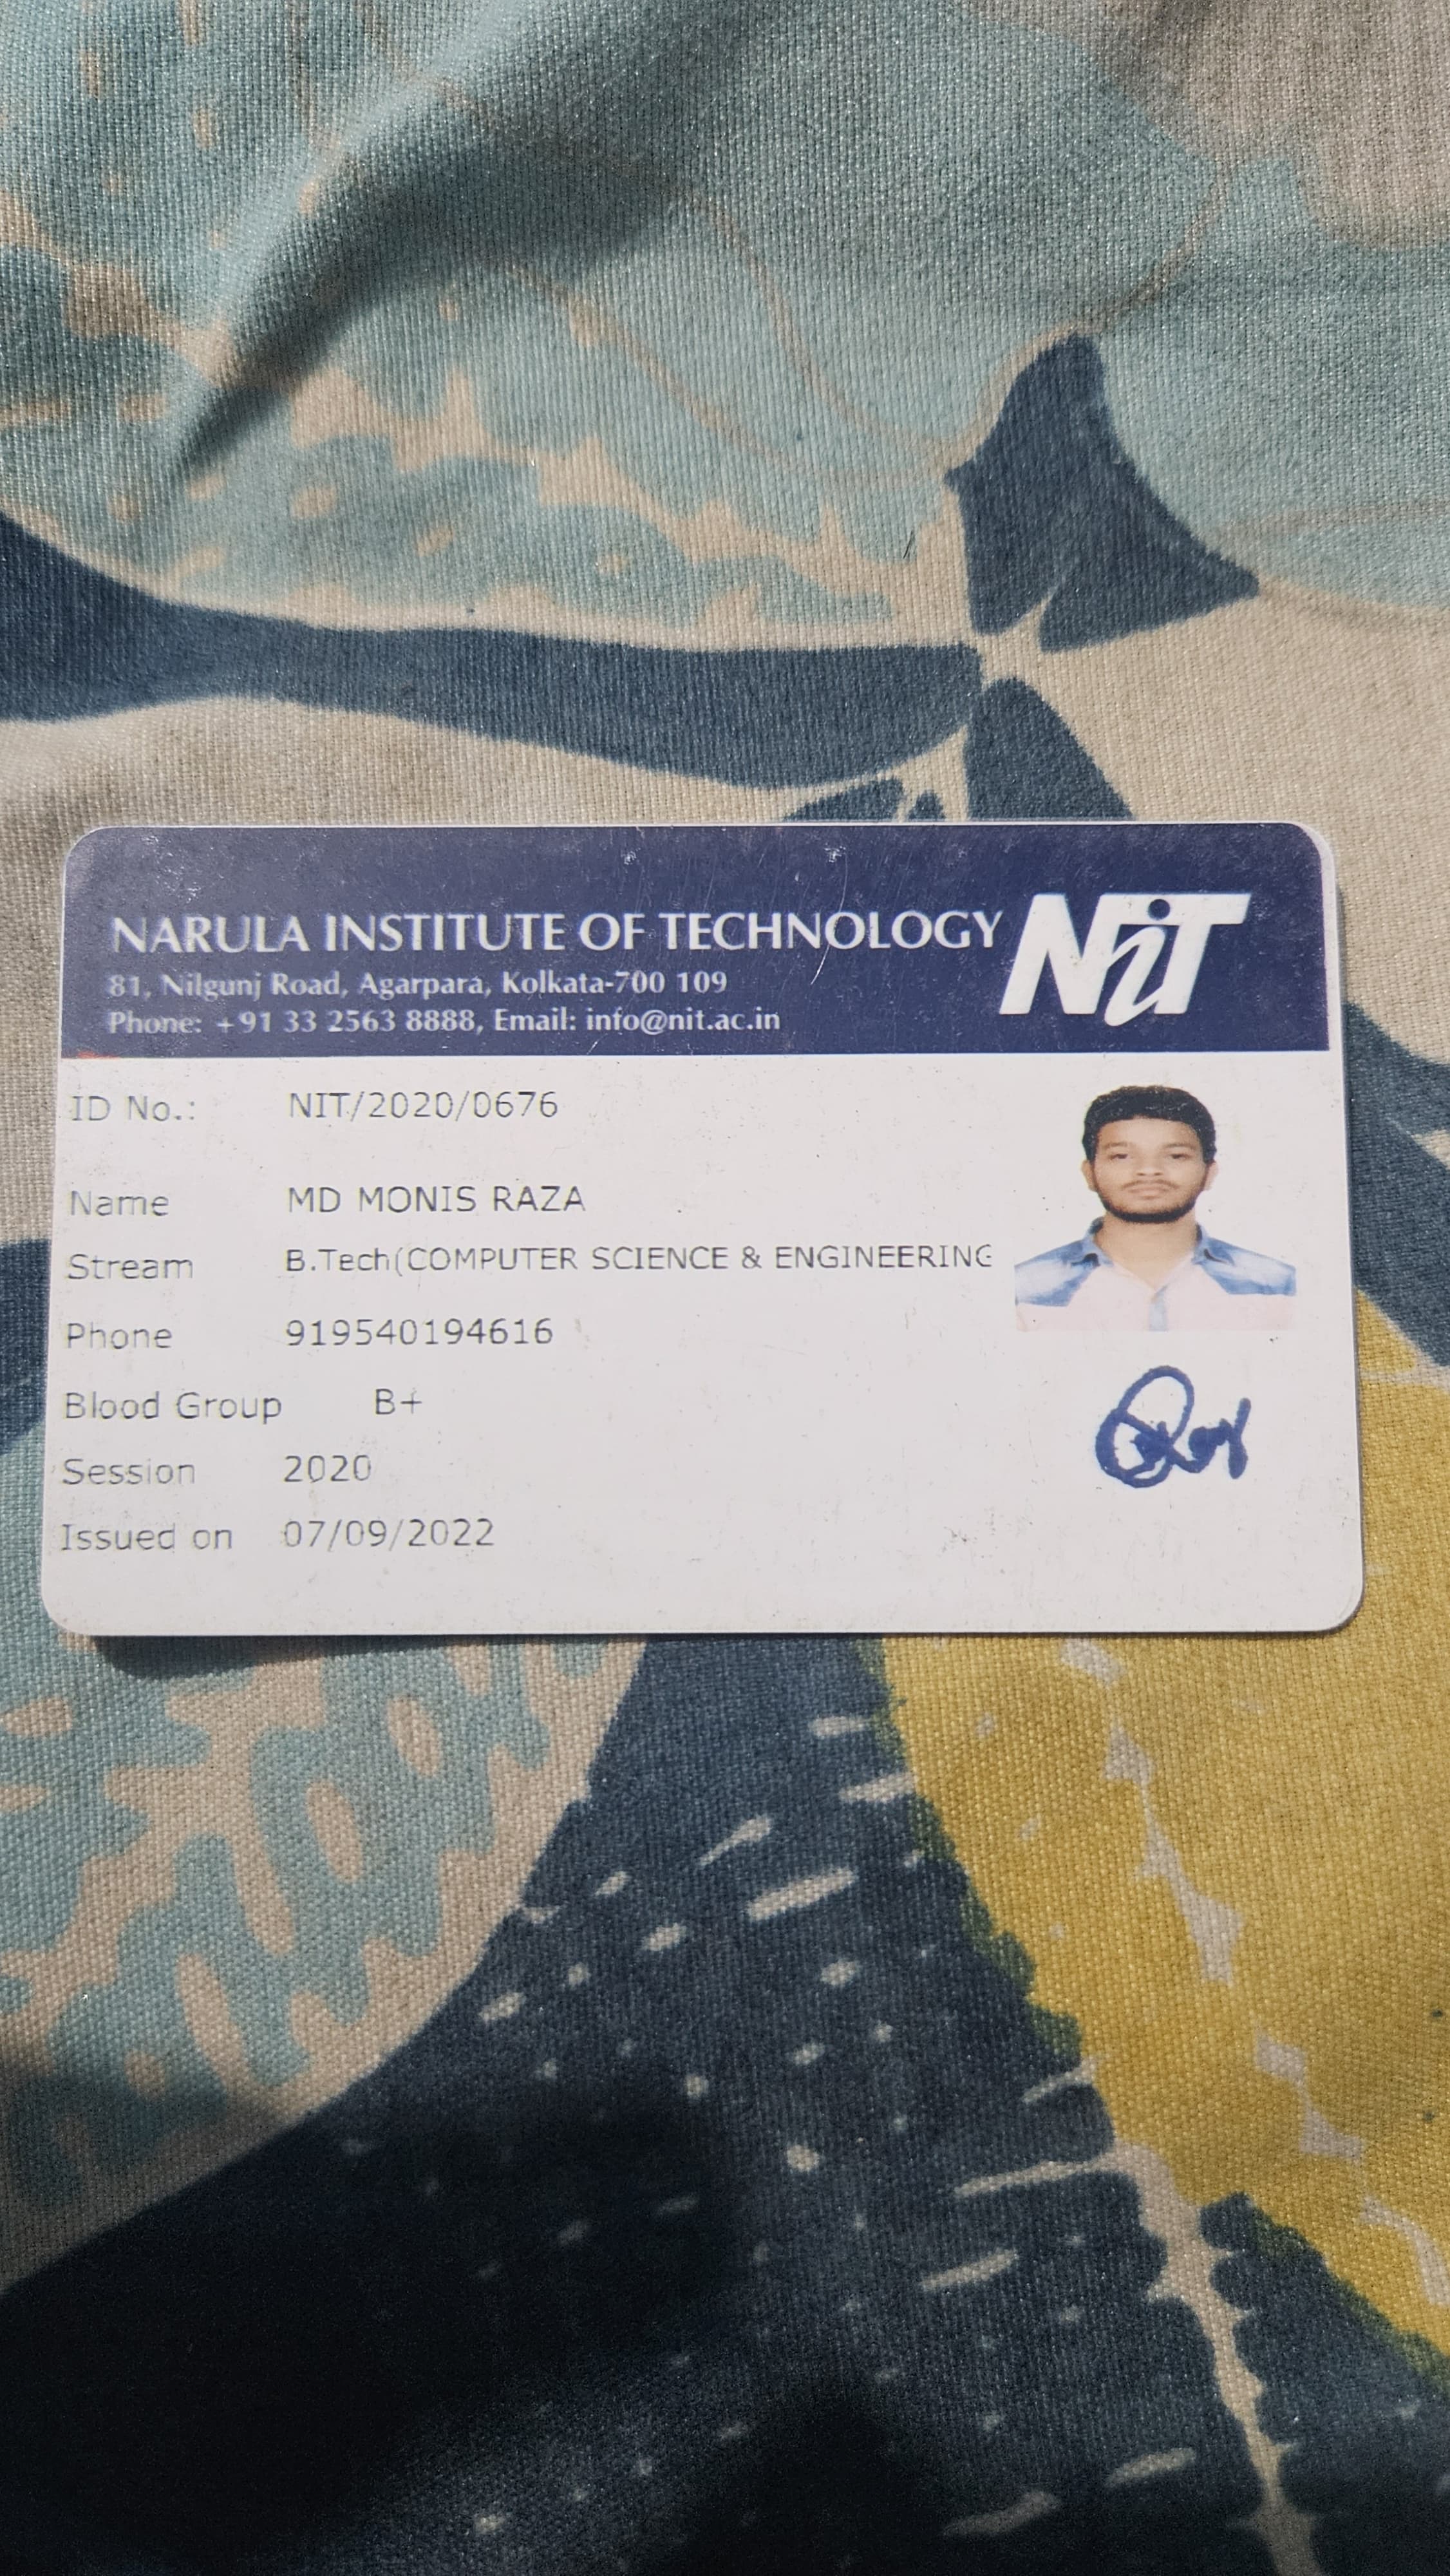 NARULA INSTITUTE OF TECHNOLOGY NiT
81, Nilgunj Road, Agarpara, Kolkata-700 109
Phone: +91 33 2563 8888, Email: info@nit.ac.in
ID No.: NIT/2020/0676
Name MD MONIS RAZA
Stream B.Tech(COMPUTER SCIENCE & ENGINEERING
Phone 919540194616
Blood Group B+
Session 2020
Issued on 07/09/2022